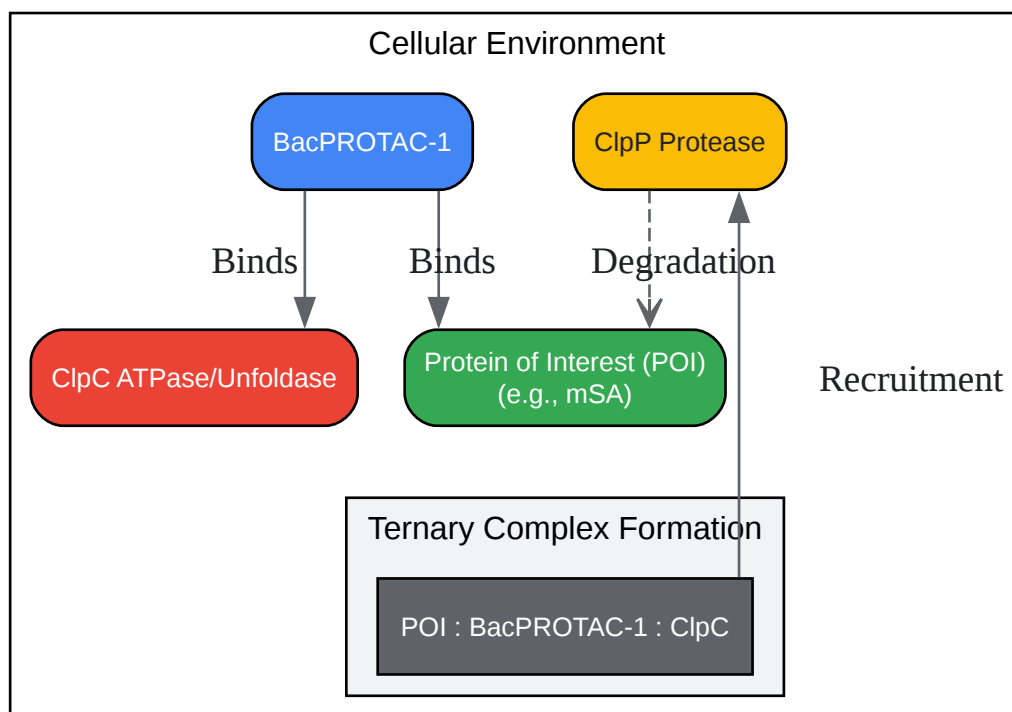 Cellular Environment
BacPROTAC-1
ClpP Protease
Binds
Binds
Degradation
ClpC ATPase/Unfoldase
Protein of Interest (POI)
(e.g., mSA)
Recruitment
Ternary Complex Formation
POI : BacPROTAC-1 : ClpC